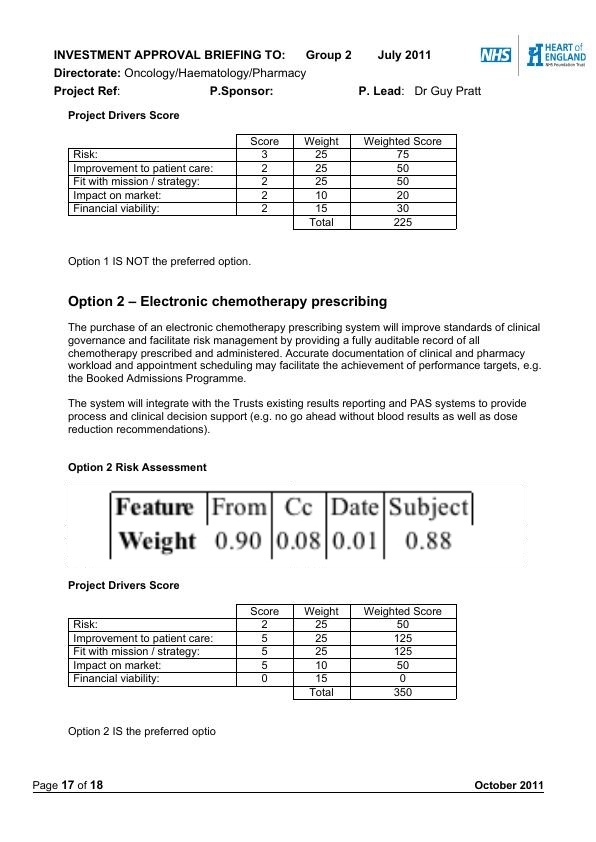 INVESTMENT APPROVAL BRIEFING TO: Group 2 July 2011
NHS
HEART of
ENGLAND
NHS Foundation Trust
Directorate: Oncology/Haematology/Pharmacy
Project Ref: P.Sponsor: P. Lead: Dr Guy Pratt
Project Drivers Score
Score Weight Weighted Score
Risk: 3 25 75
Improvement to patient care: 2 25 50
Fit with mission / strategy: 2 25 50
Impact on market: 2 10 20
Financial viability: 2 15 30
Total 225
Option 1 IS NOT the preferred option.
Option 2 – Electronic chemotherapy prescribing
The purchase of an electronic chemotherapy prescribing system will improve standards of clinical
governance and facilitate risk management by providing a fully auditable record of all
chemotherapy prescribed and administered. Accurate documentation of clinical and pharmacy
workload and appointment scheduling may facilitate the achievement of performance targets, e.g.
the Booked Admissions Programme.
The system will integrate with the Trusts existing results reporting and PAS systems to provide
process and clinical decision support (e.g. no go ahead without blood results as well as dose
reduction recommendations).
Option 2 Risk Assessment
Feature From Cc Date Subject
Weight 0.90 0.08 0.01 0.88
Project Drivers Score
Score Weight Weighted Score
Risk: 2 25 50
Improvement to patient care: 5 25 125
Fit with mission / strategy: 5 25 125
Impact on market: 5 10 50
Financial viability: 0 15 0
Total 350
Option 2 IS the preferred optio
Page 17 of 18 October 2011